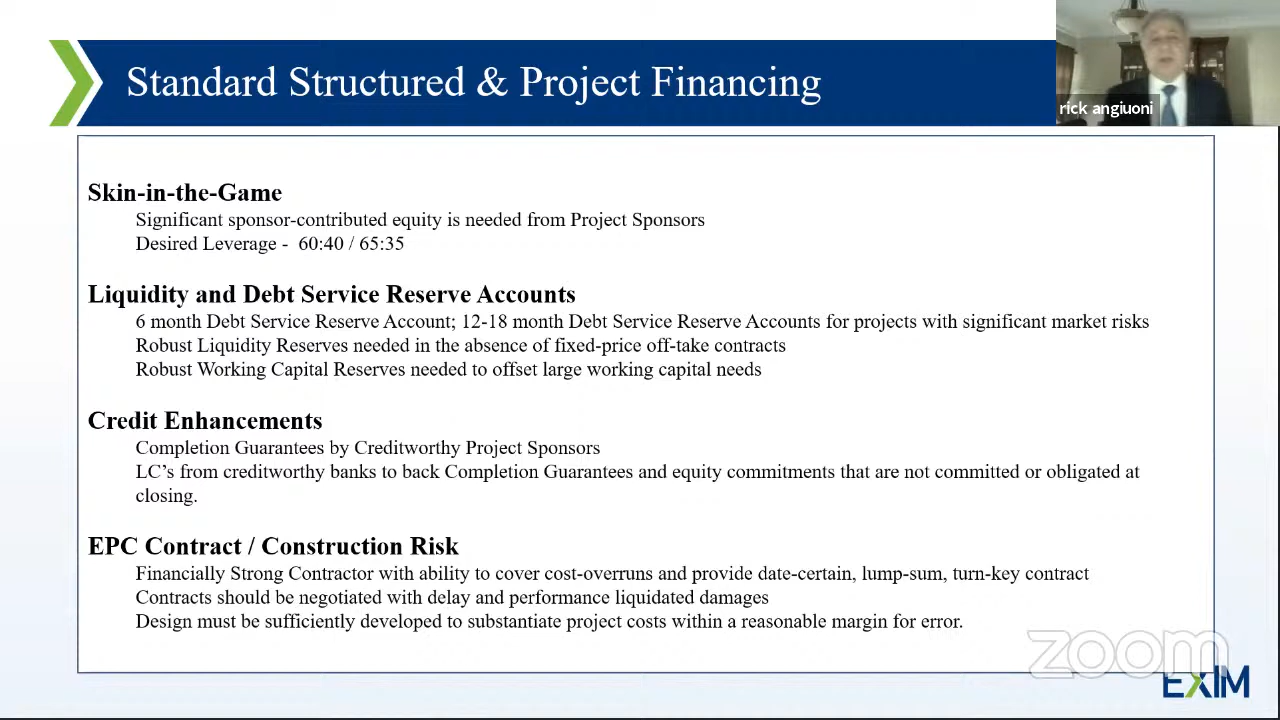 Standard Structured & Project Financing
rick angiuoni
Skin-in-the-Game
Significant sponsor-contributed equity is needed from Project Sponsors
Desired Leverage - 60:40 / 65:35
Liquidity and Debt Service Reserve Accounts
6 month Debt Service Reserve Account; 12-18 month Debt Service Reserve Accounts for projects with significant market risks
Robust Liquidity Reserves needed in the absence of fixed-price off-take contracts
Robust Working Capital Reserves needed to offset large working capital needs
Credit Enhancements
Completion Guarantees by Creditworthy Project Sponsors
LC's from creditworthy banks to back Completion Guarantees and equity commitments that are not committed or obligated at
closing.
EPC Contract / Construction Risk
Financially Strong Contractor with ability to cover cost-overruns and provide date-certain, lump-sum, turn-key contract
Contracts should be negotiated with delay and performance liquidated damages
Design must be sufficiently developed to substantiate project costs within a reasonable margin for error.
zoom
EXIM